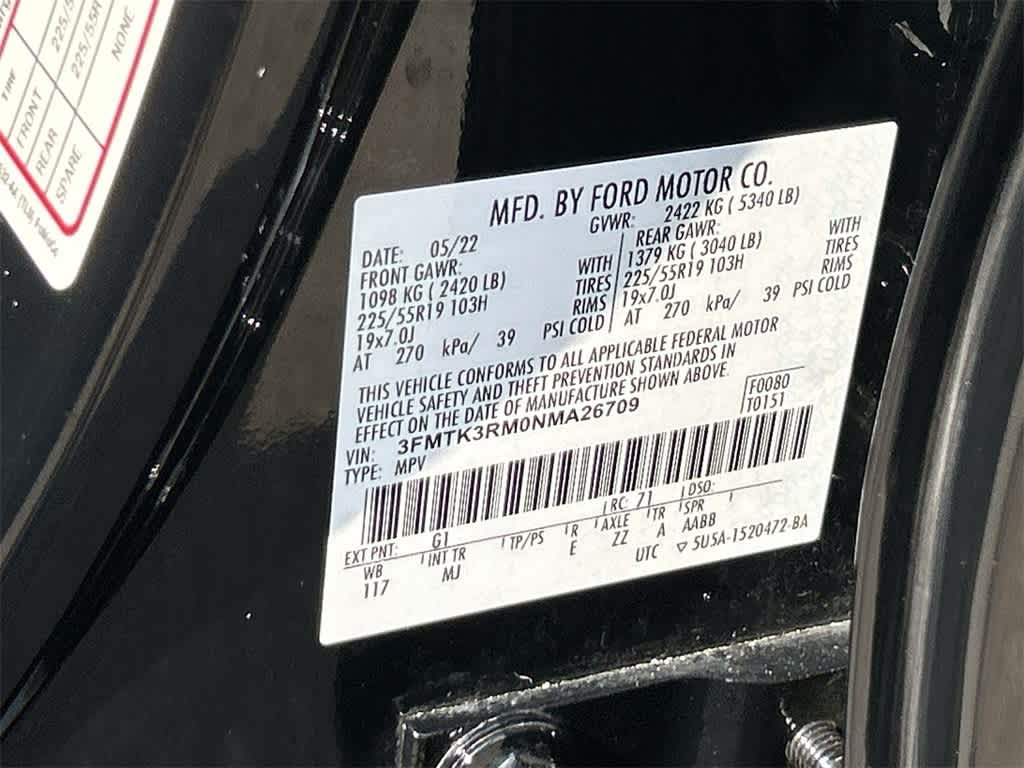 TIRE
FRONT 225/5
REAR 225/55R
SPARE NONE
MFD. BY FORD MOTOR CO.
DATE: 05/22 GVWR: 2422 KG ( 5340 LB)
FRONT GAWR: REAR GAWR:
1098 KG ( 2420 LB) WITH 1379 KG ( 3040 LB) WITH
225/55R19 103H TIRES 225/55R19 103H TIRES
19x7.0J RIMS 19x7.0J RIMS
AT 270 kPa/ 39 PSI COLD AT 270 kPa/ 39 PSI COLD
THIS VEHICLE CONFORMS TO ALL APPLICABLE FEDERAL MOTOR
VEHICLE SAFETY AND THEFT PREVENTION STANDARDS IN
EFFECT ON THE DATE OF MANUFACTURE SHOWN ABOVE.
VIN: 3FMTK3RM0NMA26709 F0080
TYPE: MPV T0151
EXT PNT: G1 RC: 71 DSO:
WB INT TR TP/PS R AXLE TR SPR
117 MJ E ZZ A AABB
UTC ▽ 5U5A-1520472-BA